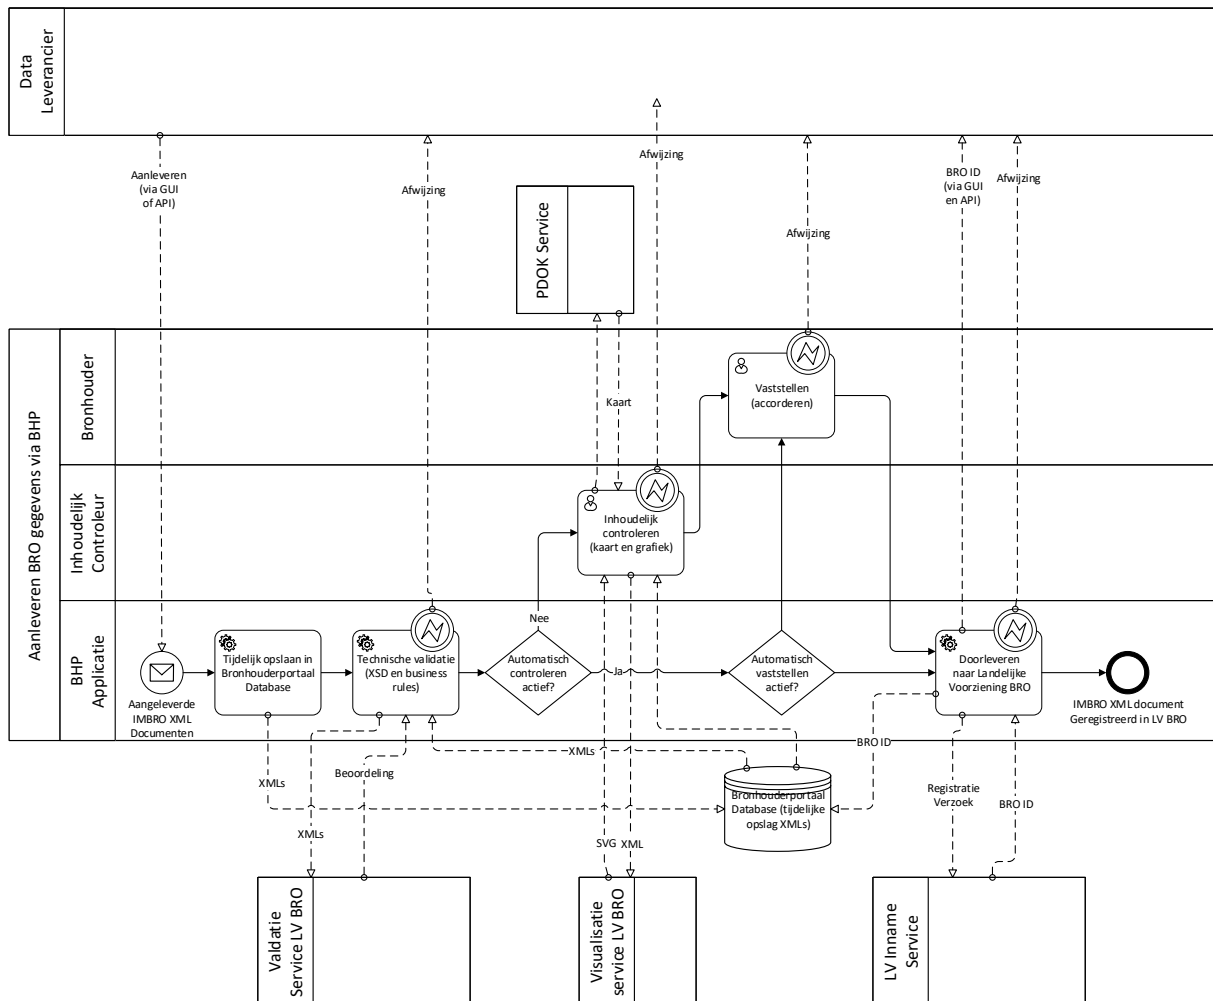 Data
Leverancier
Aanleveren
(via GUI
of API)
Afwijzing
Afwijzing
Afwijzing
BRO ID
(via GUI
en API)
Afwijzing
PDOK Service
Kaart
Aanleveren BRO gegevens via BHP
Bronhouder
Vaststellen
(accorderen)
Inhoudelijk
Controleur
Inhoudelijk
controleren
(kaart en grafiek)
BHP
Applicatie
Nee
Tijdelijk opslaan in
Bronhouderportaal
Database
Technische validatie
(XSD en business
rules)
Automatisch
controleren
actief?
Ja
Automatisch
vaststellen
actief?
Doorleveren
naar Landelijke
Voorziening BRO
Aangeleverde
IMBRO XML
Documenten
IMBRO XML document
Geregistreerd in LV BRO
XMLs
Beoordeling
XMLs
BRO ID
Bronhouderportaal
Database (tijdelijke
opslag XMLs)
Registratie
Verzoek
BRO ID
XMLs
SVG
XML
Valdatie
Service LV BRO
Visualisatie
service LV BRO
LV Inname
Service